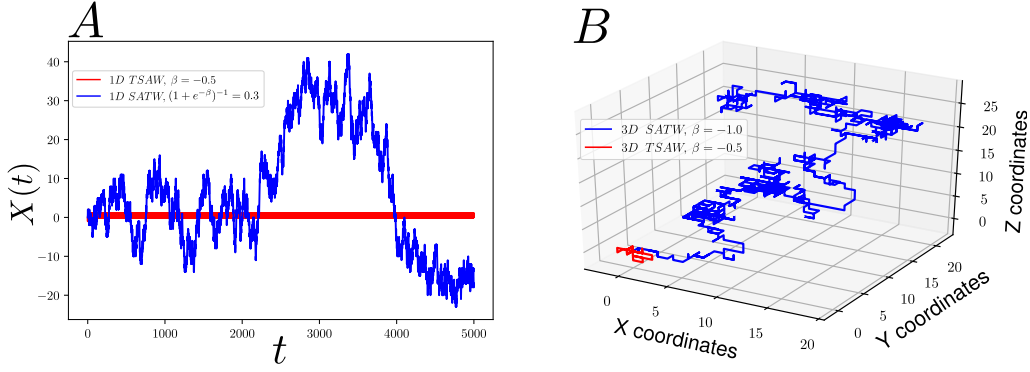 A
X(t)
40
30
20
10
0
−10
−20
1D TSAW, β = −0.5
1D SATW, (1 + e^{−β})^{−1} = 0.3
0
1000
2000
3000
4000
5000
t
B
3D SATW, β = −1.0
3D TSAW, β = −0.5
0
5
10
15
20
X coordinates
0
5
10
15
20
Y coordinates
0
5
10
15
20
25
Z coordinates